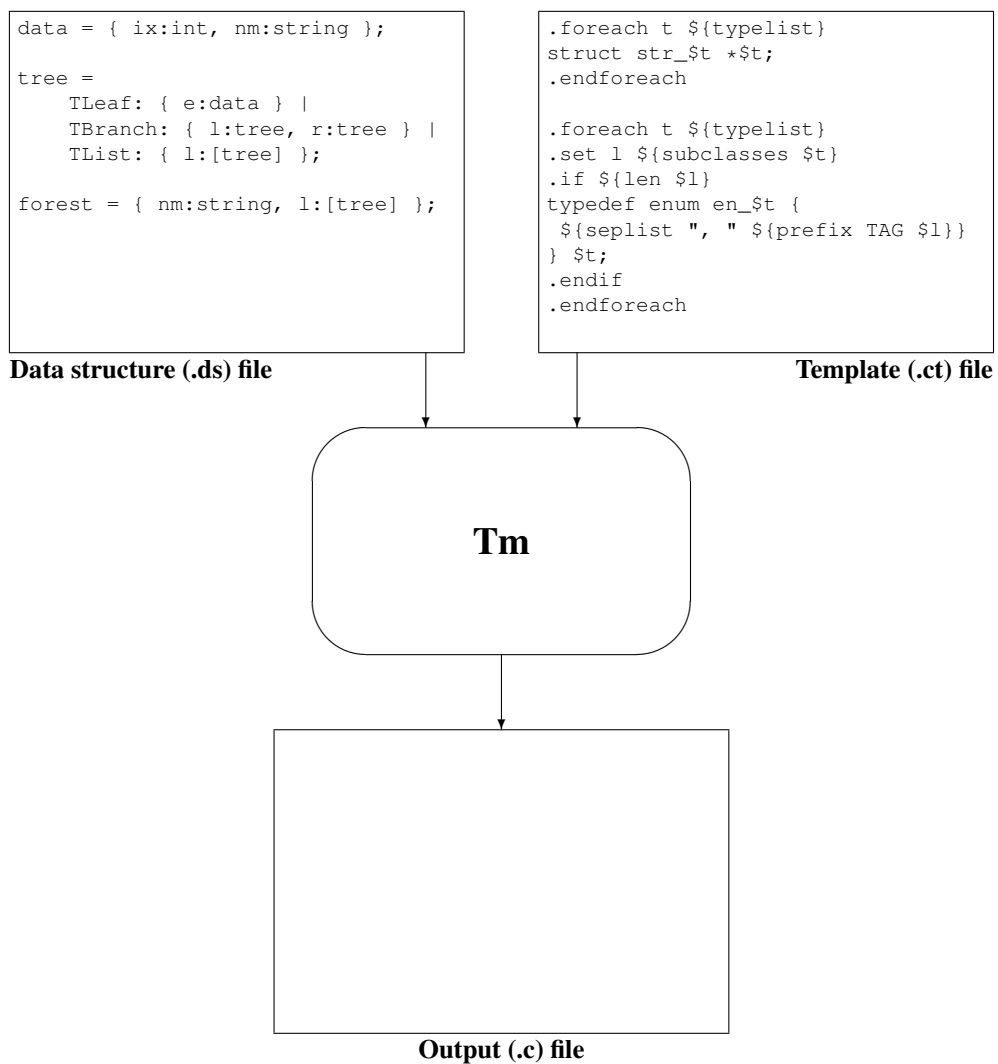 data = { ix:int, nm:string };
tree =
    TLeaf: { e:data } |
    TBranch: { l:tree, r:tree } |
    TList: { l:[tree] };
forest = { nm:string, l:[tree] };
Data structure (.ds) file
.foreach t ${typelist}
struct str_$t *$t;
.endforeach
.foreach t ${typelist}
.set l ${subclasses $t}
.if ${len $l}
typedef enum en_$t {
 ${seplist ", " ${prefix TAG $l}}
} $t;
.endif
.endforeach
Template (.ct) file
Tm
Output (.c) file